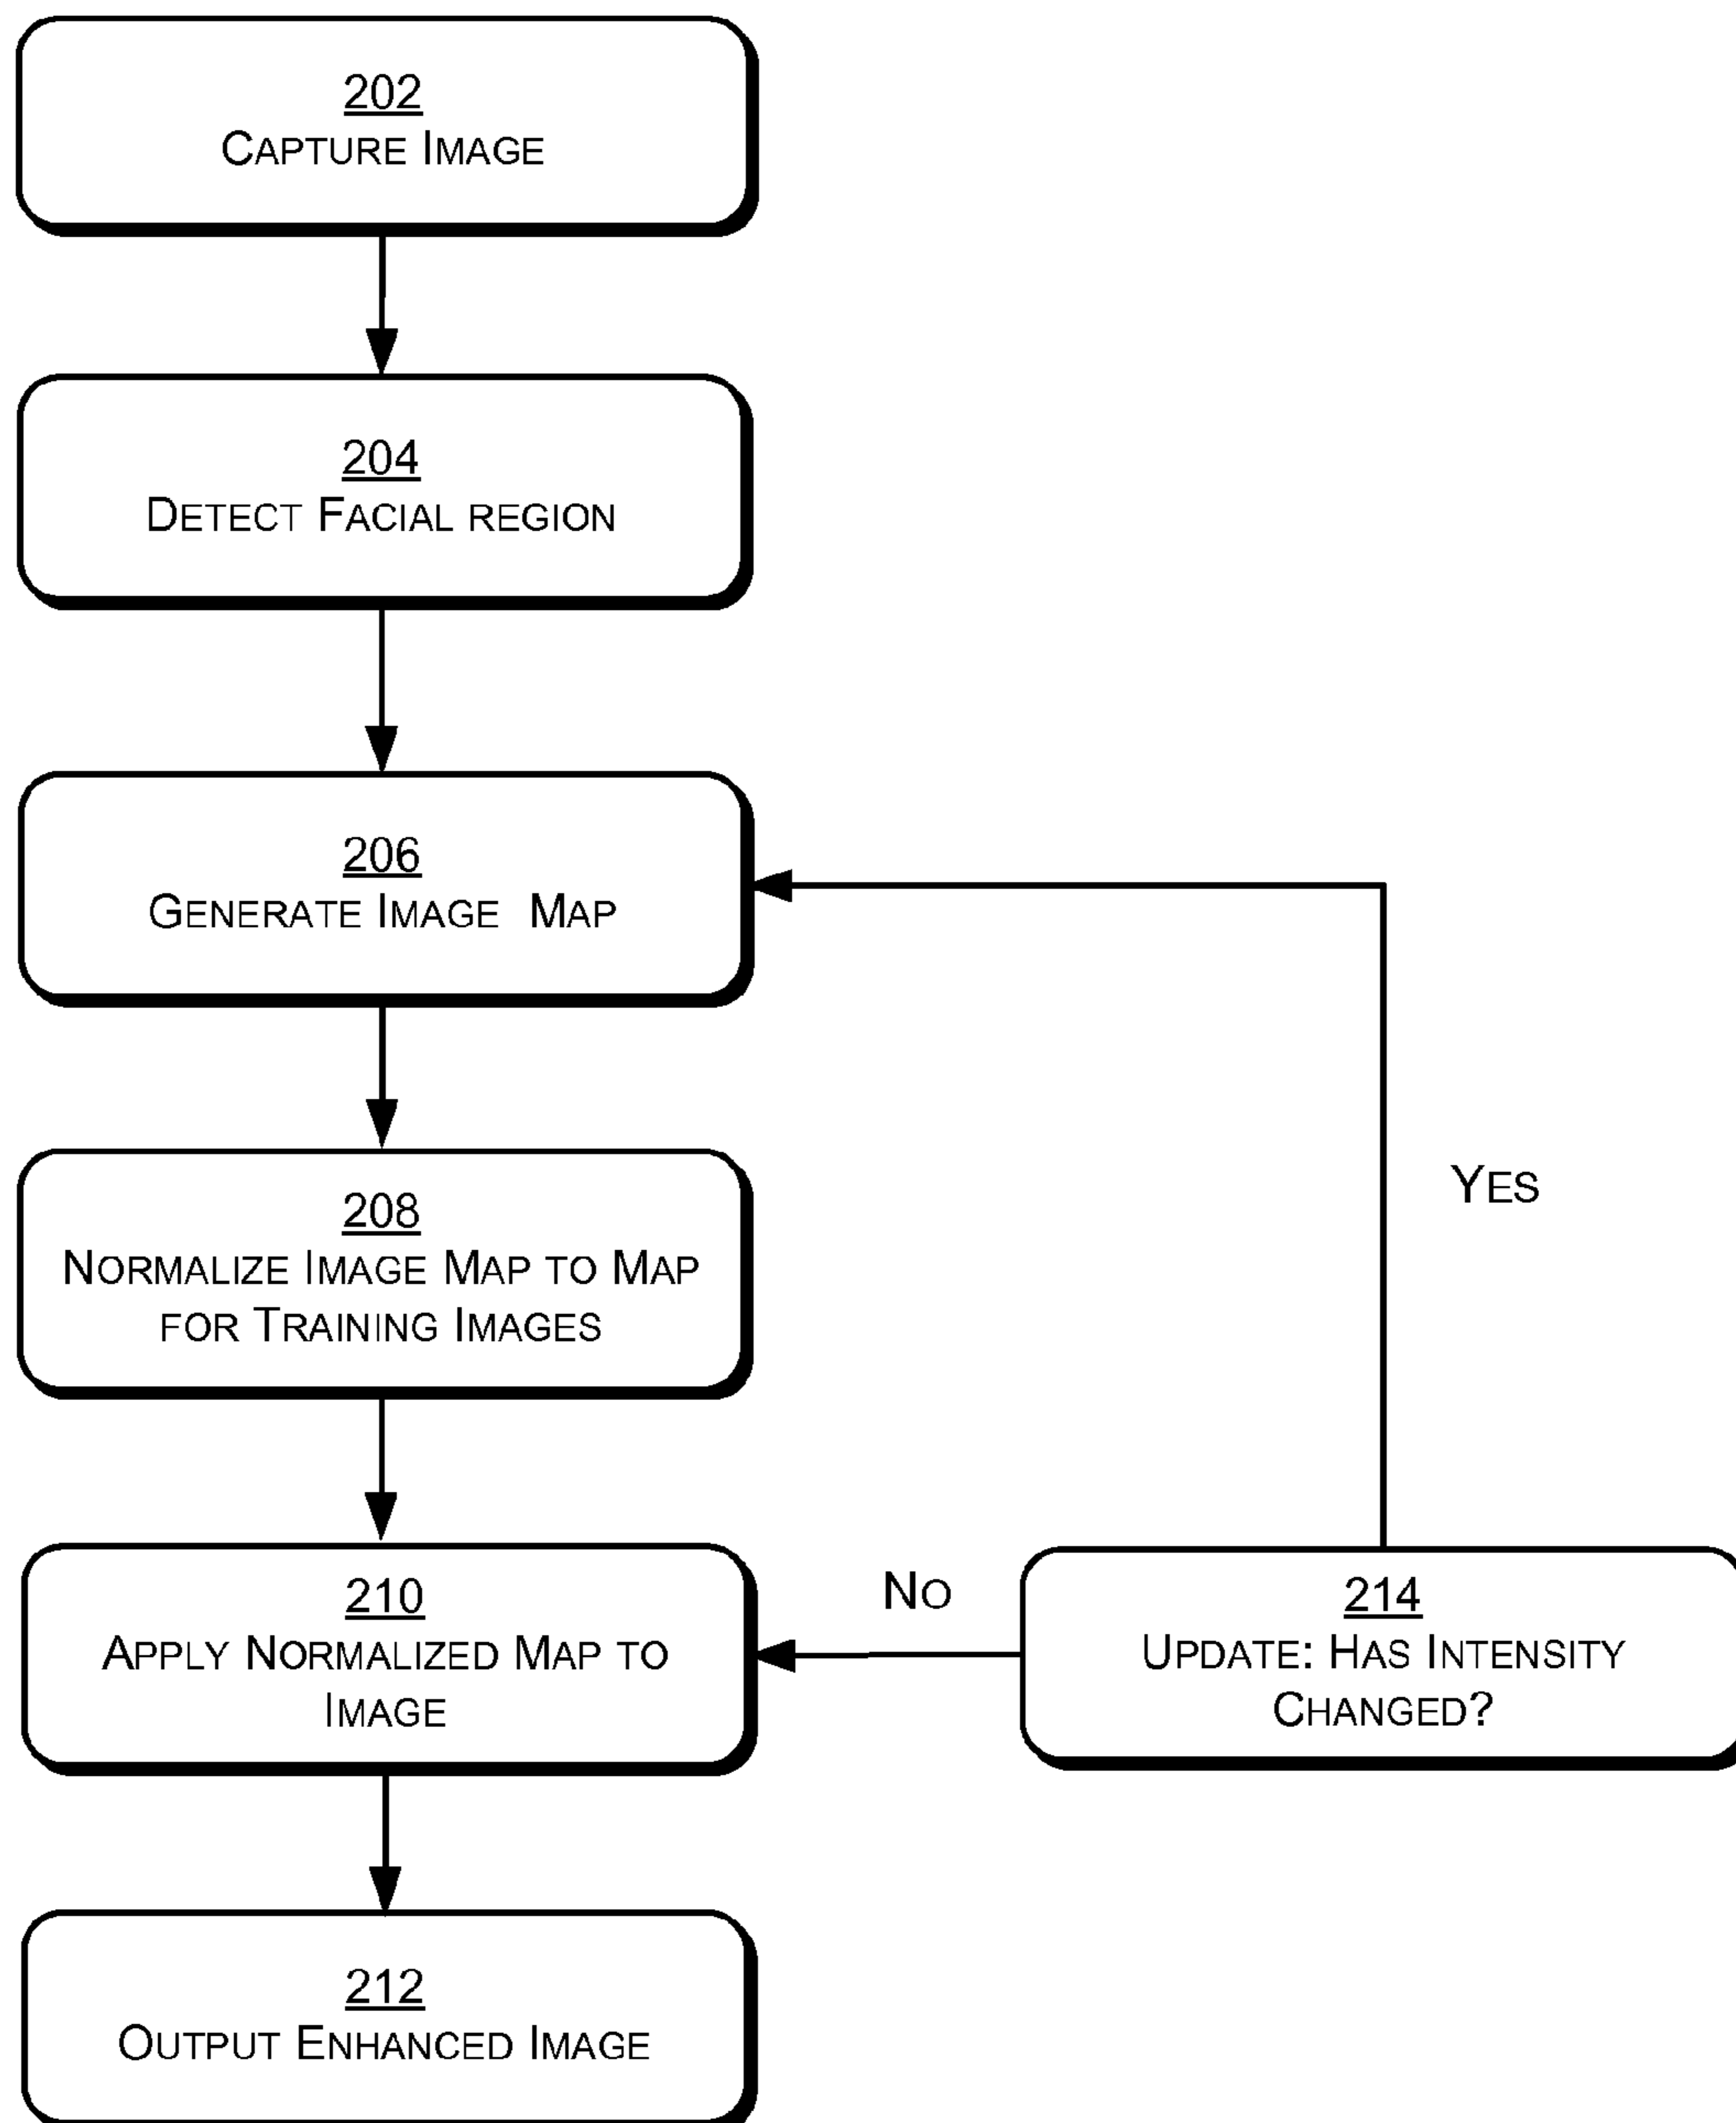 202
Capture Image
204
Detect Facial region
206
Generate Image Map
Yes
208
Normalize Image Map to Map
for Training Images
210
Apply Normalized Map to
Image
No
214
Update: Has Intensity
Changed?
212
Output Enhanced Image